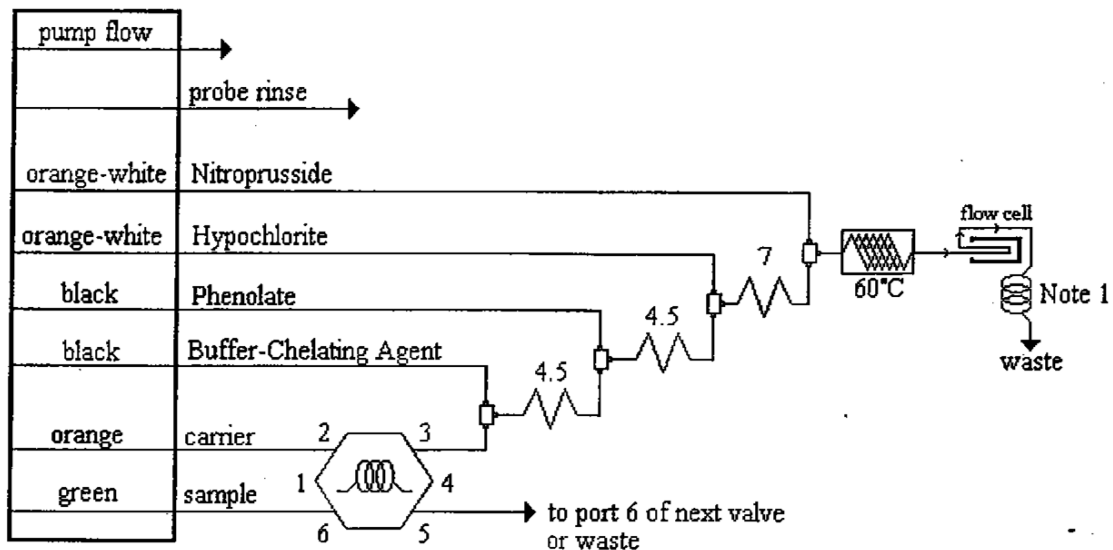 pump flow
probe rinse
orange-white Nitroprusside
orange-white Hypochlorite
black Phenolate
black Buffer-Chelating Agent
orange carrier
green sample
2 3
1 4
6 5
4.5
4.5
7
60°C
flow cell
Note 1
waste
to port 6 of next valve
or waste